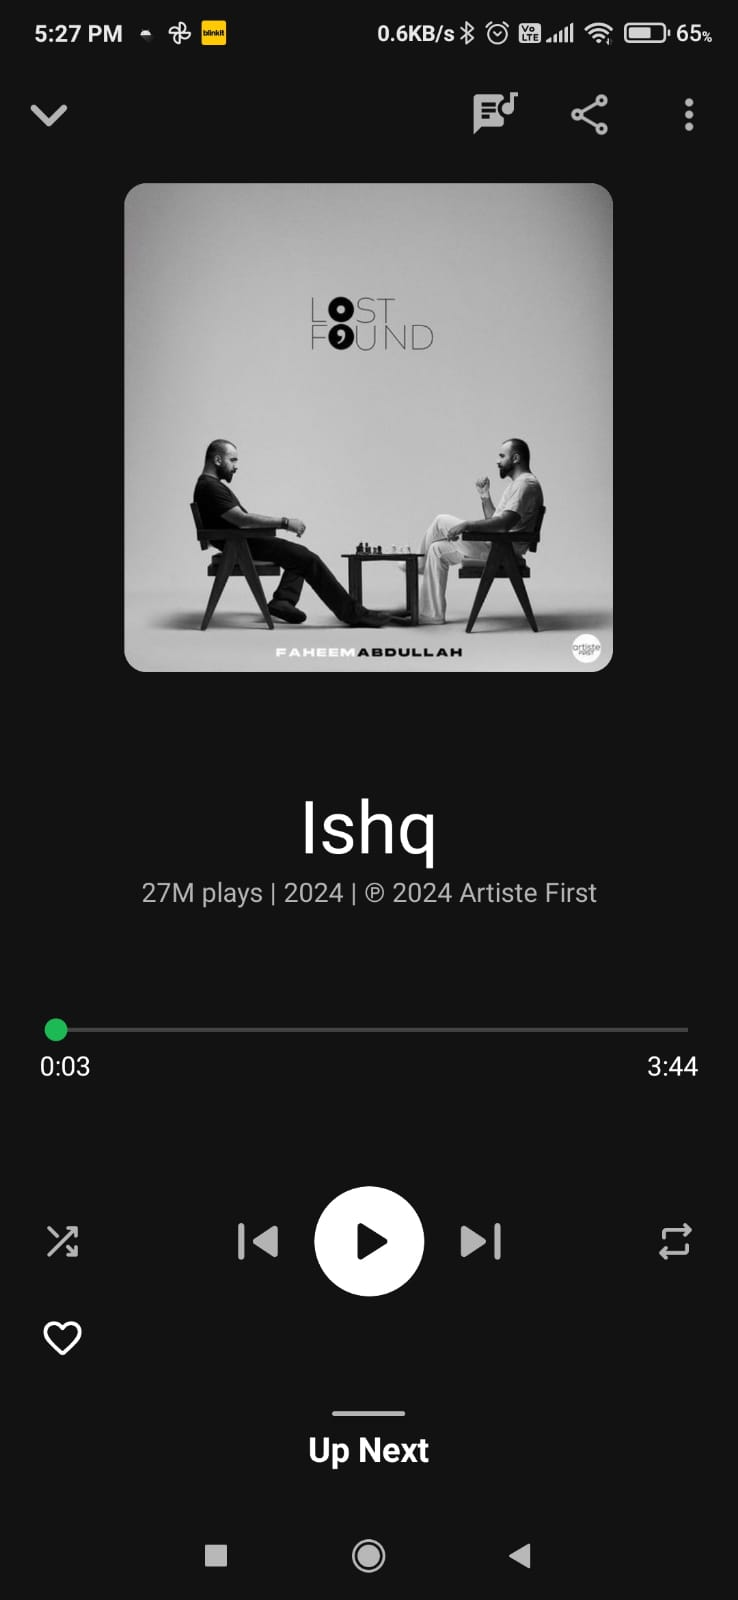 5:27 PM blinkit 0.6KB/s Vo LTE 65%
LOST
FOUND
FAHEEMABDULLAH
artiste
FIRST
Ishq
27M plays | 2024 | ℗ 2024 Artiste First
0:03 3:44
Up Next